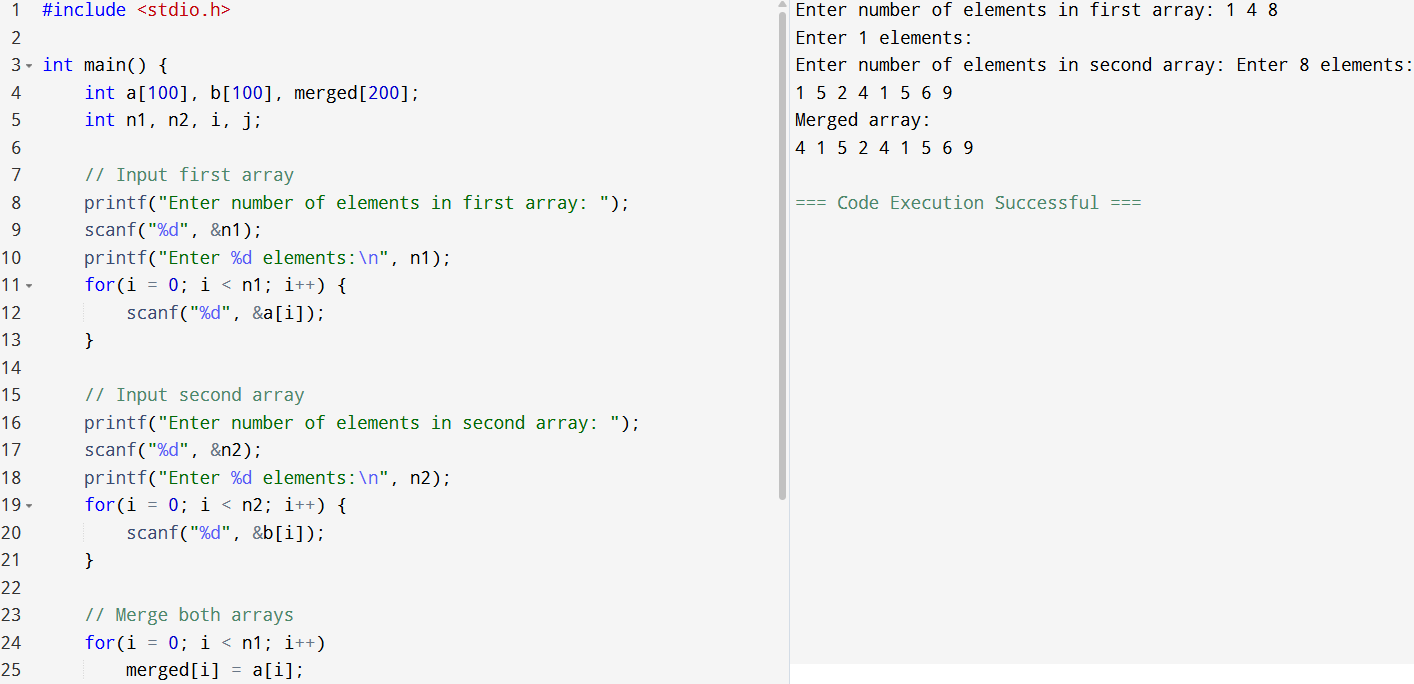 1 #include <stdio.h>
2
3 int main() {
4 int a[100], b[100], merged[200];
5 int n1, n2, i, j;
6
7 // Input first array
8 printf("Enter number of elements in first array: ");
9 scanf("%d", &n1);
10 printf("Enter %d elements:\n", n1);
11 for(i = 0; i < n1; i++) {
12 scanf("%d", &a[i]);
13 }
14
15 // Input second array
16 printf("Enter number of elements in second array: ");
17 scanf("%d", &n2);
18 printf("Enter %d elements:\n", n2);
19 for(i = 0; i < n2; i++) {
20 scanf("%d", &b[i]);
21 }
22
23 // Merge both arrays
24 for(i = 0; i < n1; i++)
25 merged[i] = a[i];
Enter number of elements in first array: 1 4 8
Enter 1 elements:
Enter number of elements in second array: Enter 8 elements:
1 5 2 4 1 5 6 9
Merged array:
4 1 5 2 4 1 5 6 9
=== Code Execution Successful ===